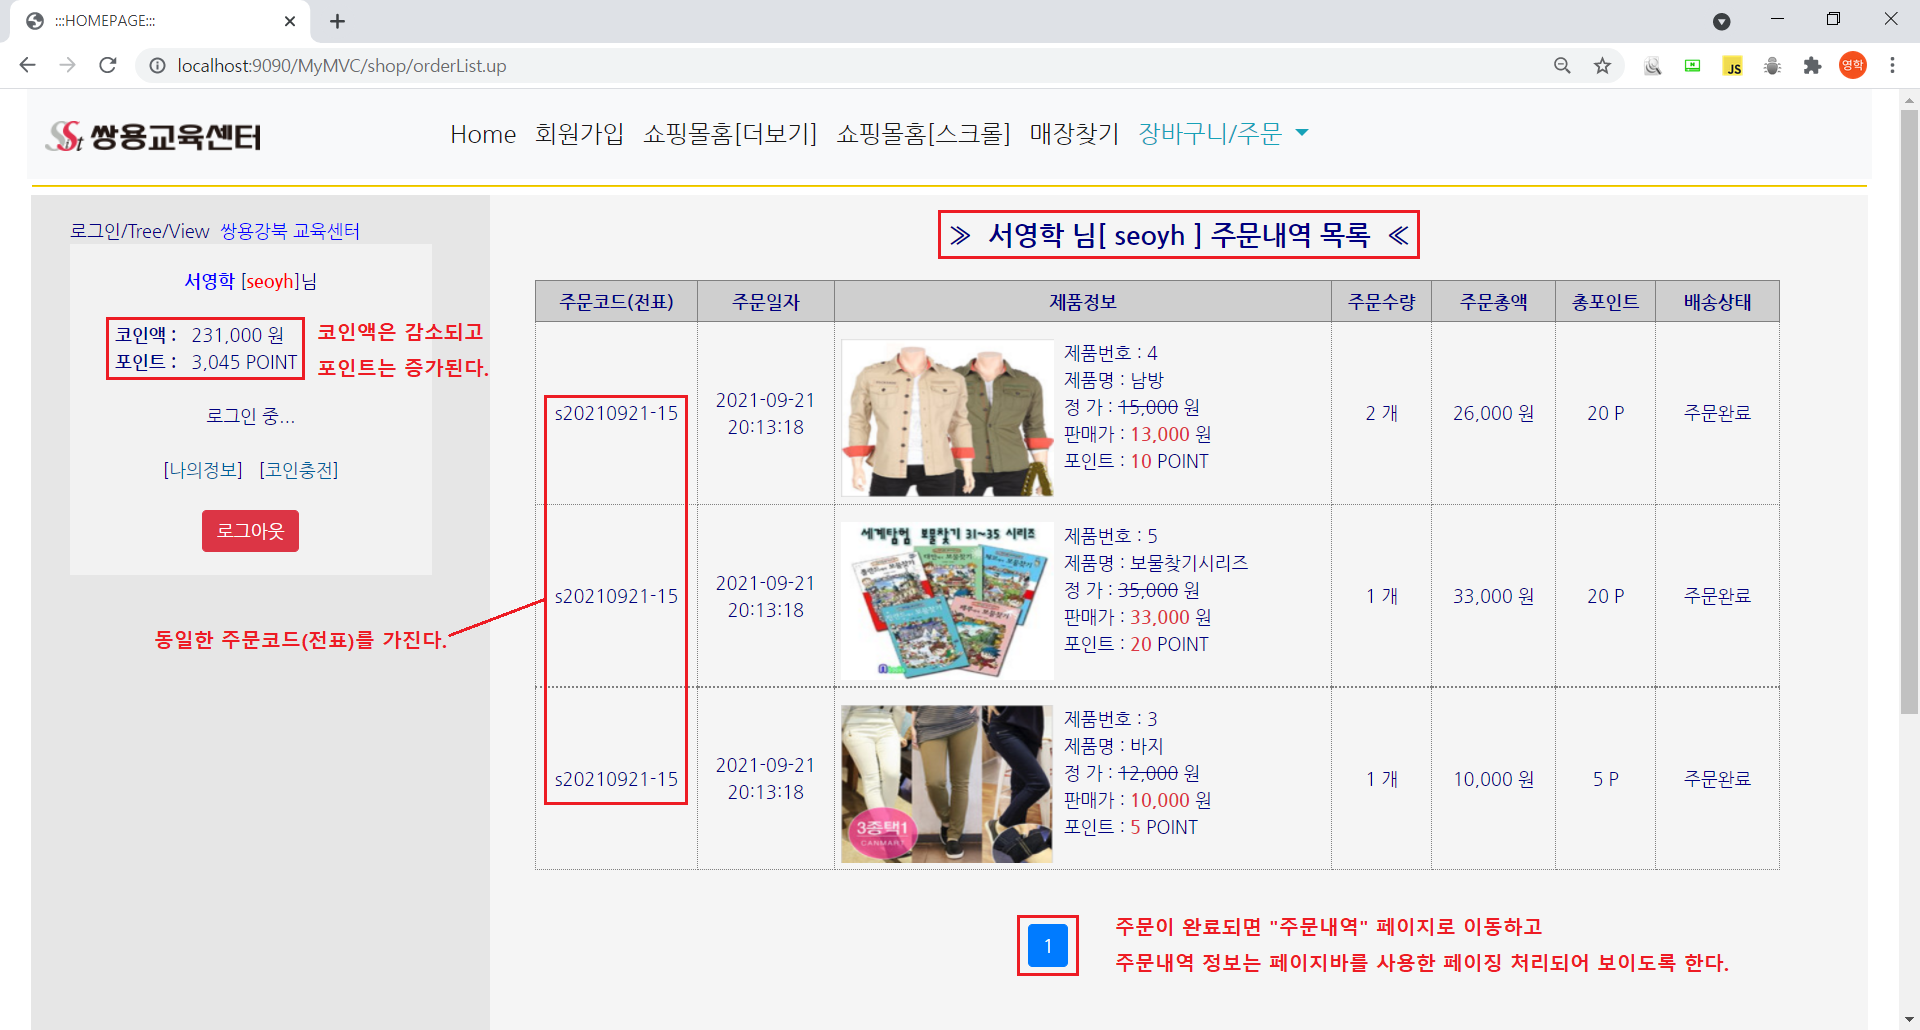 :::HOMEPAGE:::
localhost:9090/MyMVC/shop/orderList.up
JS
영학
SSt 쌍용교육센터
Home 회원가입 쇼핑몰홈[더보기] 쇼핑몰홈[스크롤] 매장찾기 장바구니/주문
로그인/Tree/View 쌍용강북 교육센터
서영학 [seoyh]님
코인액 : 231,000 원
포인트 : 3,045 POINT
코인액은 감소되고
포인트는 증가된다.
로그인 중...
[나의정보] [코인충전]
로그아웃
동일한 주문코드(전표)를 가진다.
≫ 서영학 님[ seoyh ] 주문내역 목록 ≪
주문코드(전표) 주문일자 제품정보 주문수량 주문총액 총포인트 배송상태
s20210921-15
2021-09-21
20:13:18
제품번호 : 4
제품명 : 남방
정 가 : 15,000 원
판매가 : 13,000 원
포인트 : 10 POINT
2 개 26,000 원 20 P 주문완료
s20210921-15
2021-09-21
20:13:18
세계탐험 보물찾기 31~35 시리즈
제품번호 : 5
제품명 : 보물찾기시리즈
정 가 : 35,000 원
판매가 : 33,000 원
포인트 : 20 POINT
1 개 33,000 원 20 P 주문완료
s20210921-15
2021-09-21
20:13:18
3종택1
CANMART
제품번호 : 3
제품명 : 바지
정 가 : 12,000 원
판매가 : 10,000 원
포인트 : 5 POINT
1 개 10,000 원 5 P 주문완료
1
주문이 완료되면 "주문내역" 페이지로 이동하고
주문내역 정보는 페이지바를 사용한 페이징 처리되어 보이도록 한다.